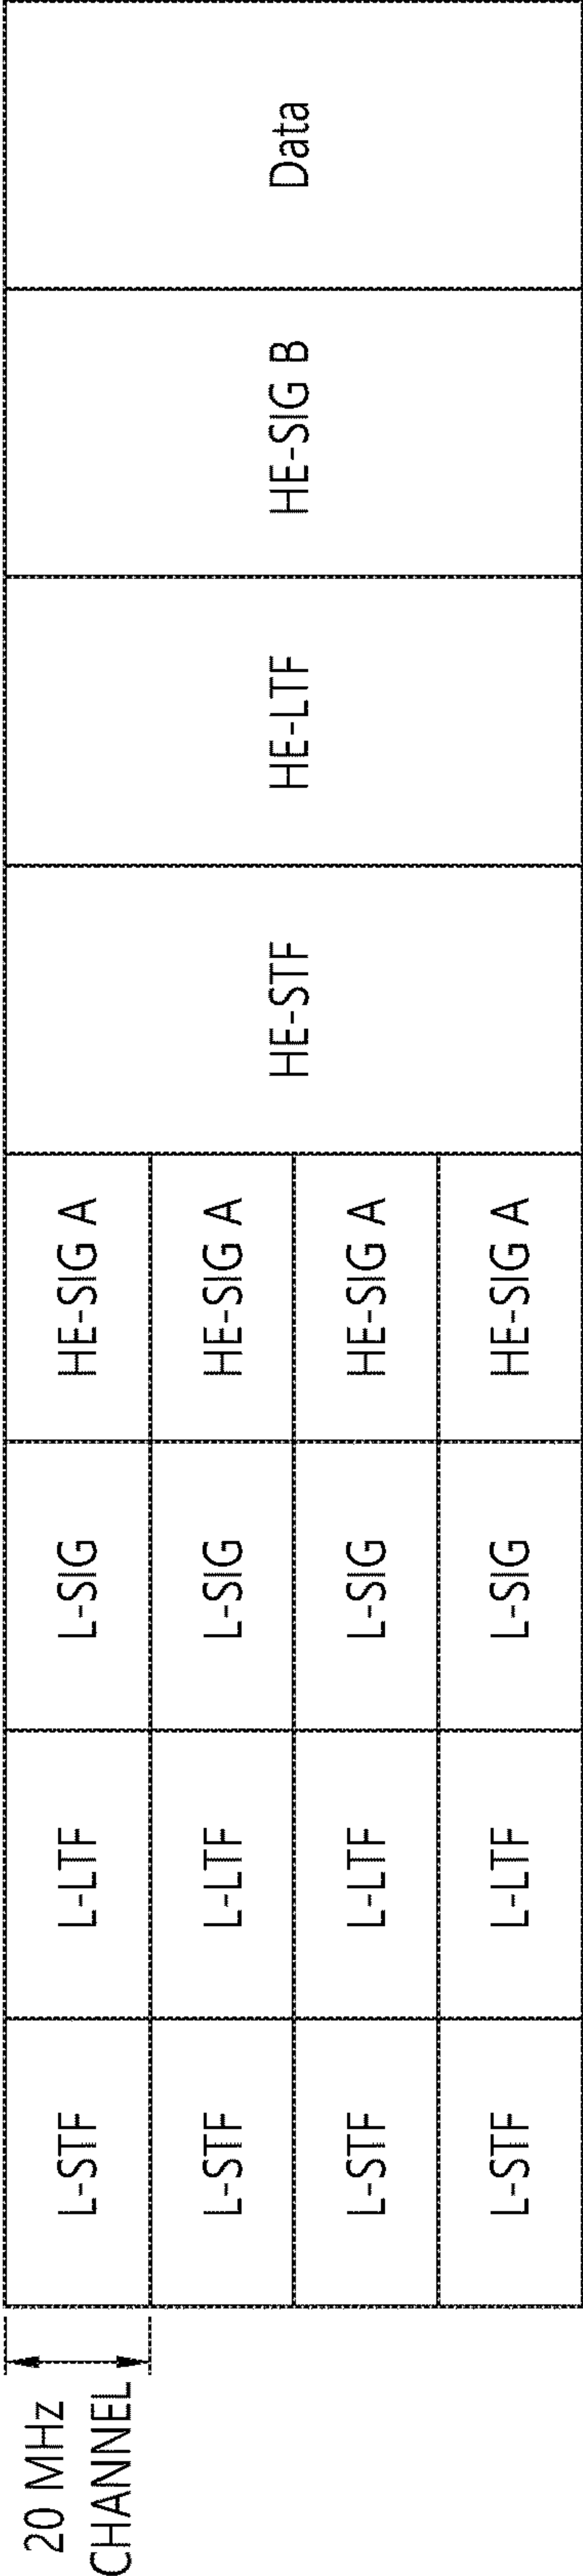 20 MHz
CHANNEL
L-STF L-LTF L-SIG HE-SIG A HE-STF HE-LTF HE-SIG B Data
L-STF L-LTF L-SIG HE-SIG A
L-STF L-LTF L-SIG HE-SIG A
L-STF L-LTF L-SIG HE-SIG A